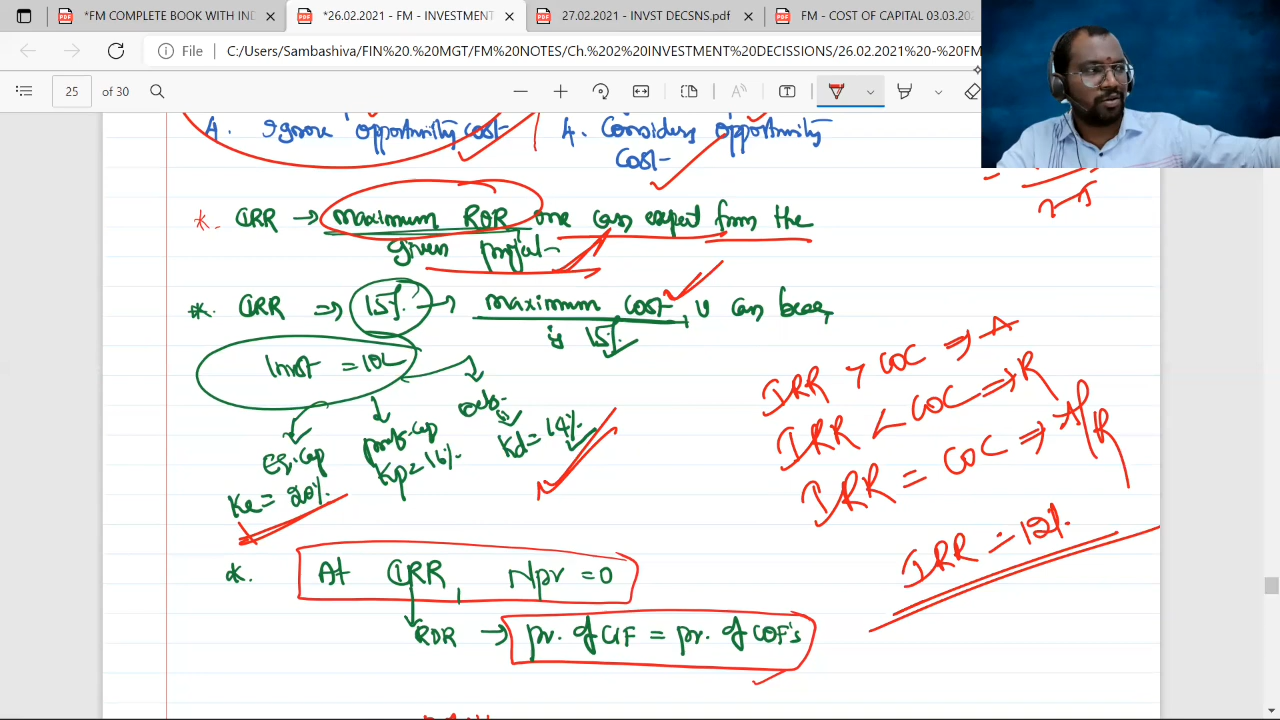 *FM COMPLETE BOOK WITH IND
*26.02.2021 - FM - INVESTMENT
27.02.2021 - INVST DECSNS.pdf
FM - COST OF CAPITAL 03.03.20
File
C:/Users/Sambashiva/FIN%20.%20MGT/FM%20NOTES/Ch.%202%20INVESTMENT%20DECISSIONS/26.02.2021%20-%20FM
25 of 30
4. Ignore opportunity cost
4. Considers opportunity
cost
*. IRR → maximum ROR one can expect from the
given
*. IRR ⇒ 15% → maximum cost u can bear,
is 15%
Inst = 10L
Eq. cap
Ke = 20%
pref. cap
Kp = 16%
Kd = 14%
IRR > COC ⇒ A
IRR < COC ⇒ R
IRR = COC ⇒ A/R
IRR = 12%
*. At IRR, Npv = 0
RDR → pv. of CIF = pv. of COF's